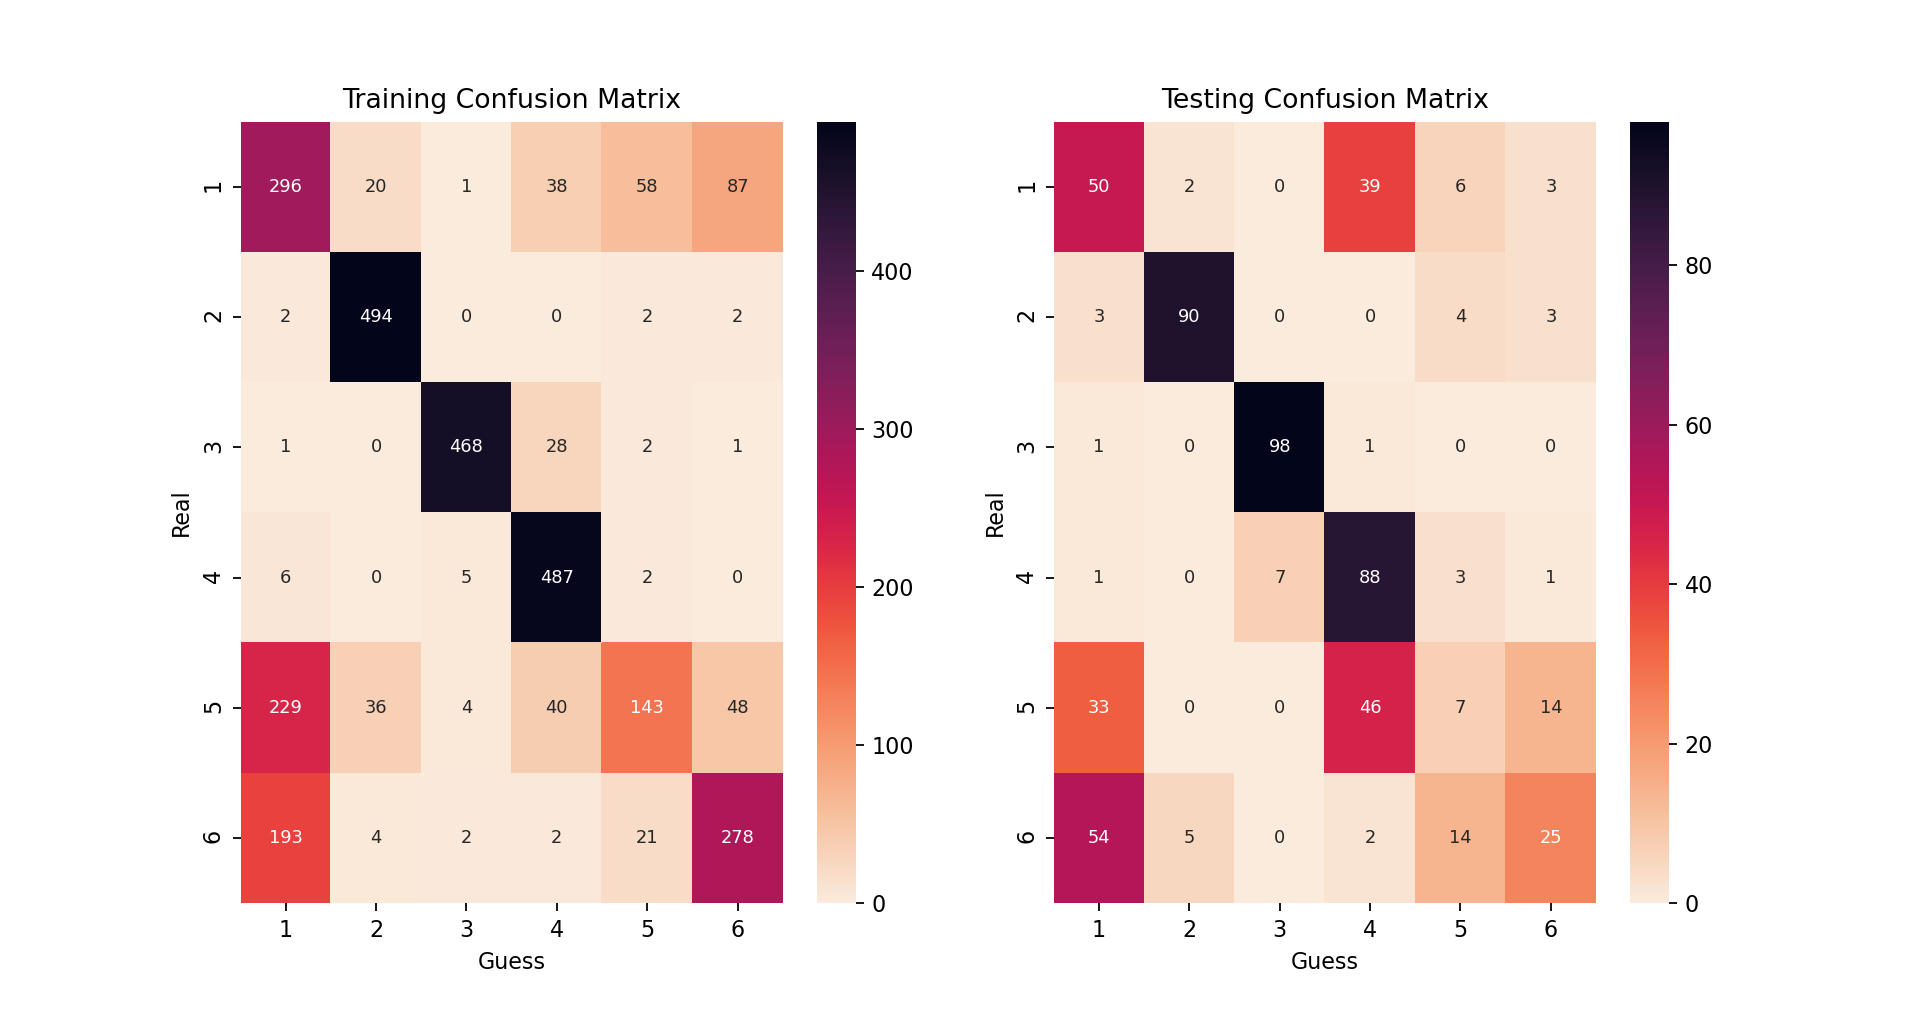 Training Confusion Matrix
1 296 20 1 38 58 87
2 2 494 0 0 2 2
3 1 0 468 28 2 1
4 6 0 5 487 2 0
5 229 36 4 40 143 48
6 193 4 2 2 21 278
1 2 3 4 5 6
Guess
Real
400
300
200
100
0
Testing Confusion Matrix
1 50 2 0 39 6 3
2 3 90 0 0 4 3
3 1 0 98 1 0 0
4 1 0 7 88 3 1
5 33 0 0 46 7 14
6 54 5 0 2 14 25
1 2 3 4 5 6
Guess
Real
80
60
40
20
0